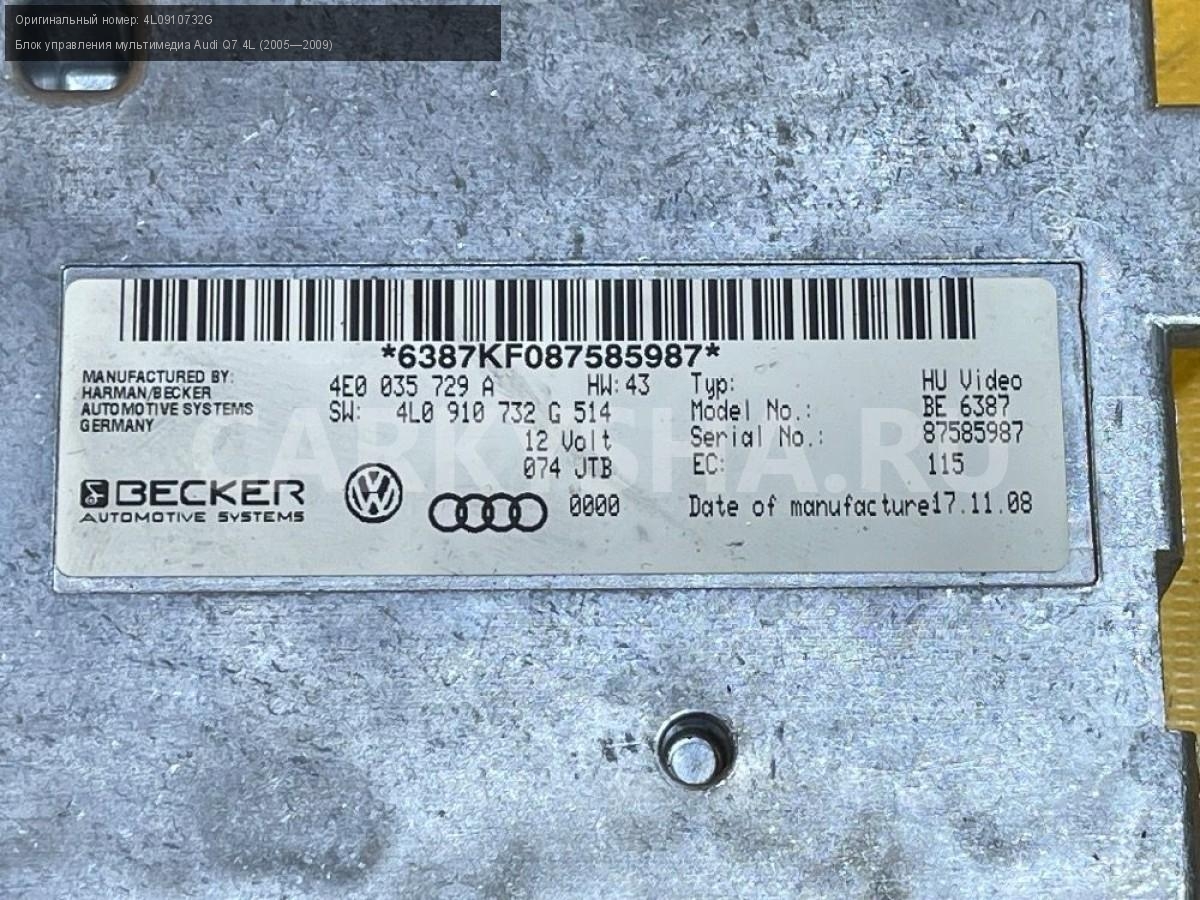 Оригинальный номер: 4L0910732G
Блок управления мультимедиа Audi Q7 4L (2005—2009)
*6387KF087585987*
MANUFACTURED BY:
HARMAN/BECKER
AUTOMOTIVE SYSTEMS
GERMANY
4E0 035 729 A HW:43
SW: 4L0 910 732 G 514
12 Volt
074 JTB
0000
Typ: HU Video
Model No.: BE 6387
Serial No.: 87585987
EC: 115
Date of manufacture17.11.08
BECKER
AUTOMOTIVE SYSTEMS
CARKYSHA.RU